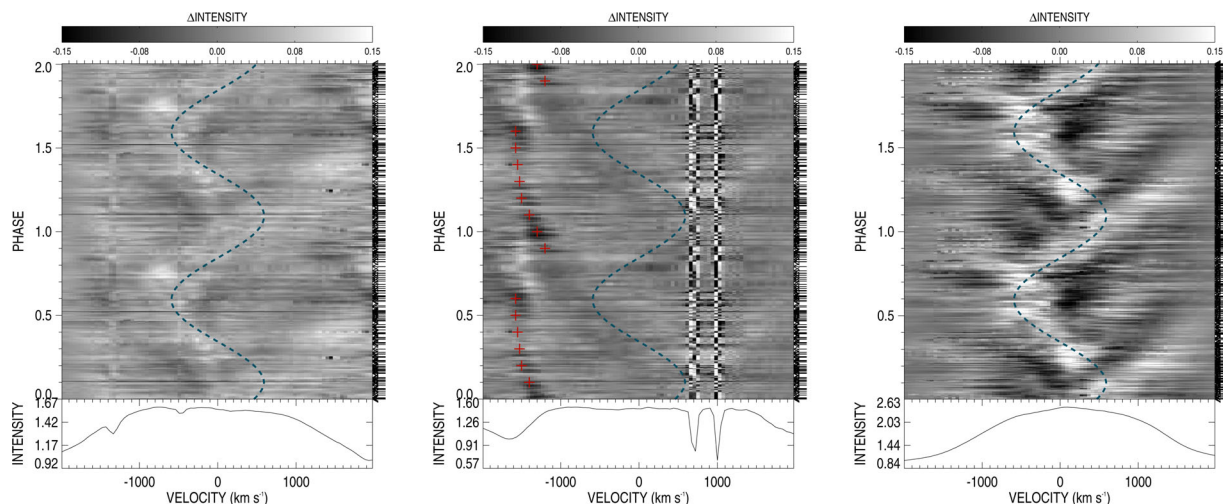 ΔINTENSITY ΔINTENSITY ΔINTENSITY
-0.15 -0.08 0.00 0.08 0.15 -0.15 -0.08 0.00 0.08 0.15 -0.15 -0.08 0.00 0.08 0.15
2.0 2.0 2.0
1.5 1.5 1.5
PHASE PHASE PHASE
1.0 1.0 1.0
0.5 0.5 0.5
0.0 0.0 0.0
INTENSITY INTENSITY INTENSITY
1.67 1.60 2.63
1.42 1.26 2.03
1.17 0.91 1.44
0.92 0.57 0.84
-1000 0 1000 -1000 0 1000 -1000 0 1000
VELOCITY (km s⁻¹) VELOCITY (km s⁻¹) VELOCITY (km s⁻¹)